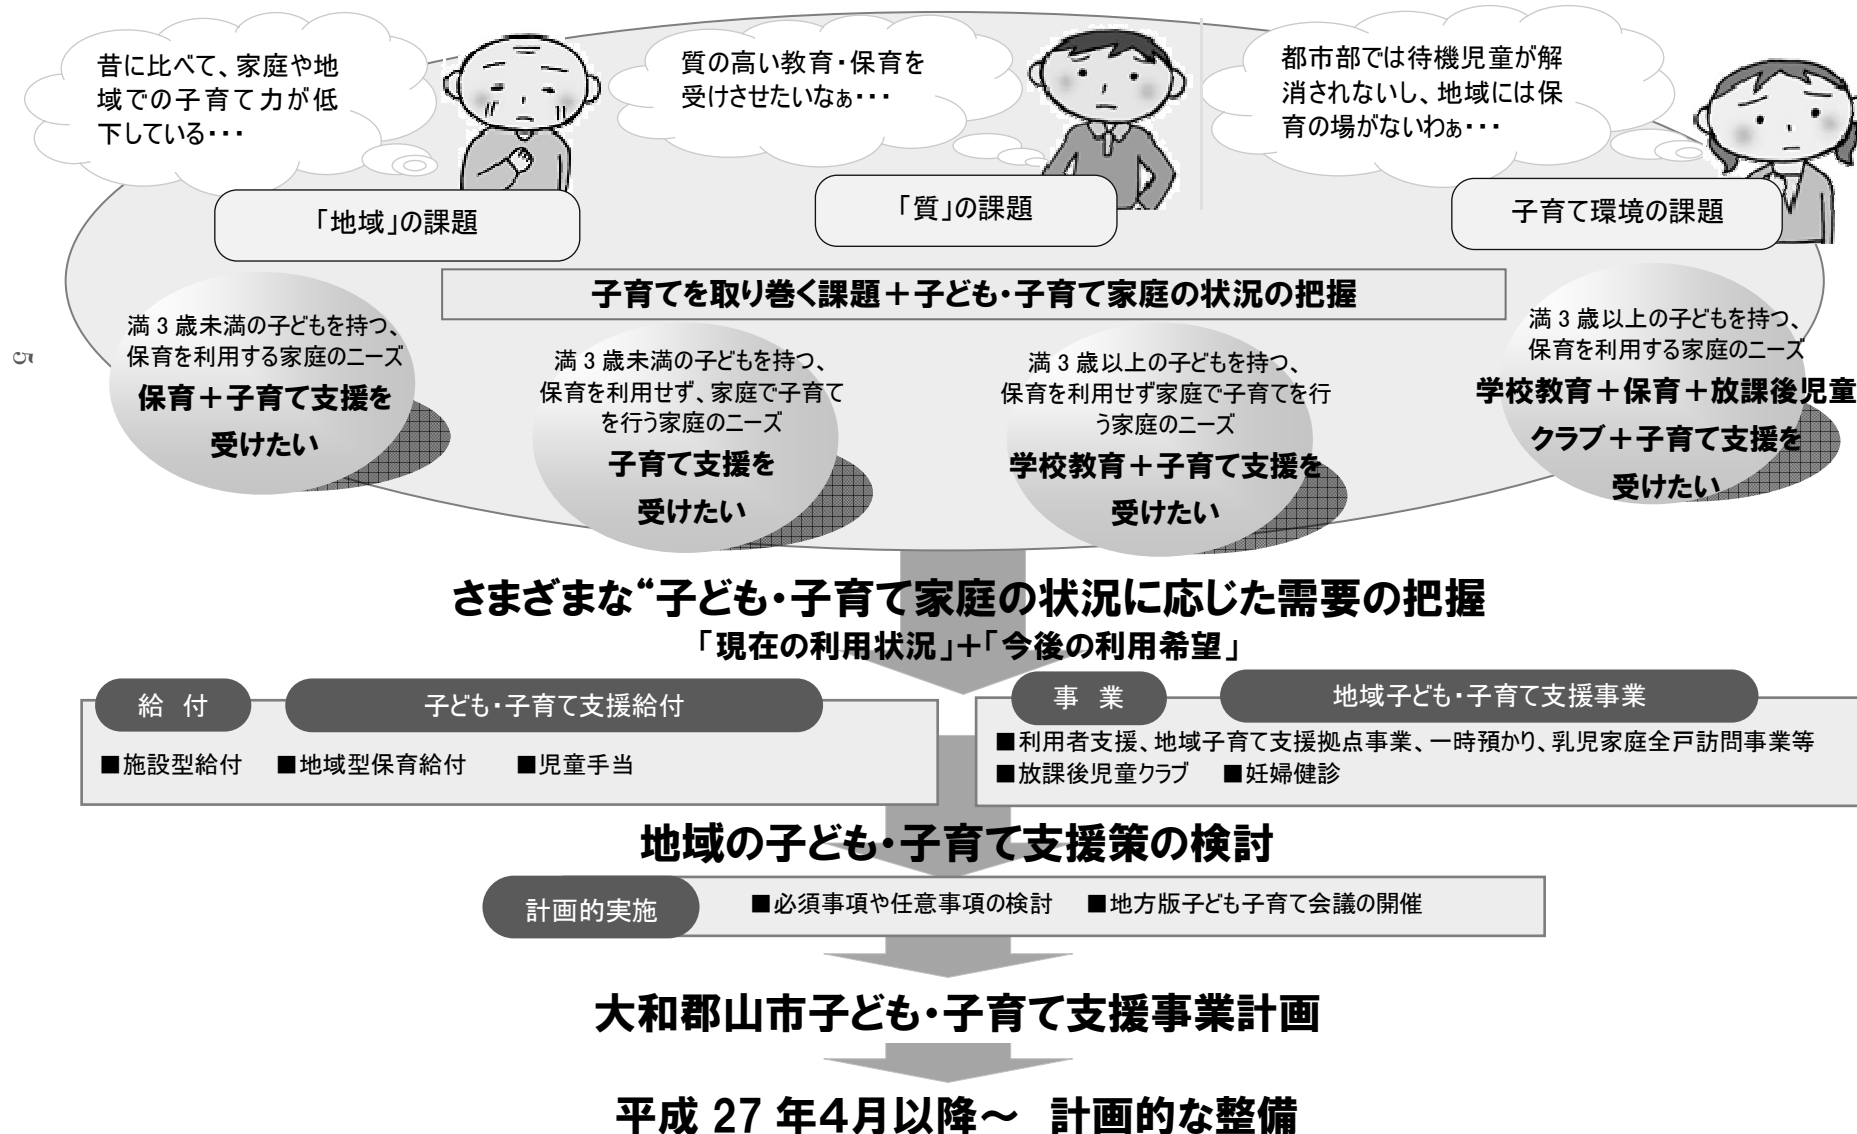 昔に比べて、家庭や地
域での子育て力が低
下している・・・
質の高い教育・保育を
受けさせたいなぁ・・・
都市部では待機児童が解
消されないし、地域には保
育の場がないわぁ・・・
「地域」の課題
「質」の課題
子育て環境の課題
子育てを取り巻く課題＋子ども・子育て家庭の状況の把握
満3歳未満の子どもを持つ、
保育を利用する家庭のニーズ
保育＋子育て支援を
受けたい
満3歳未満の子どもを持つ、
保育を利用せず、家庭で子育て
を行う家庭のニーズ
子育て支援を
受けたい
満3歳以上の子どもを持つ、
保育を利用せず家庭で子育てを行
う家庭のニーズ
学校教育＋子育て支援を
受けたい
満3歳以上の子どもを持つ、
保育を利用する家庭のニーズ
学校教育＋保育＋放課後児童
クラブ＋子育て支援を
受けたい
5
さまざまな“子ども・子育て家庭の状況に応じた需要の把握
「現在の利用状況」＋「今後の利用希望」
給 付
子ども・子育て支援給付
■施設型給付 ■地域型保育給付 ■児童手当
事 業
地域子ども・子育て支援事業
■利用者支援、地域子育て支援拠点事業、一時預かり、乳児家庭全戸訪問事業等
■放課後児童クラブ ■妊婦健診
地域の子ども・子育て支援策の検討
計画的実施
■必須事項や任意事項の検討 ■地方版子ども子育て会議の開催
大和郡山市子ども・子育て支援事業計画
平成 27 年４月以降～ 計画的な整備